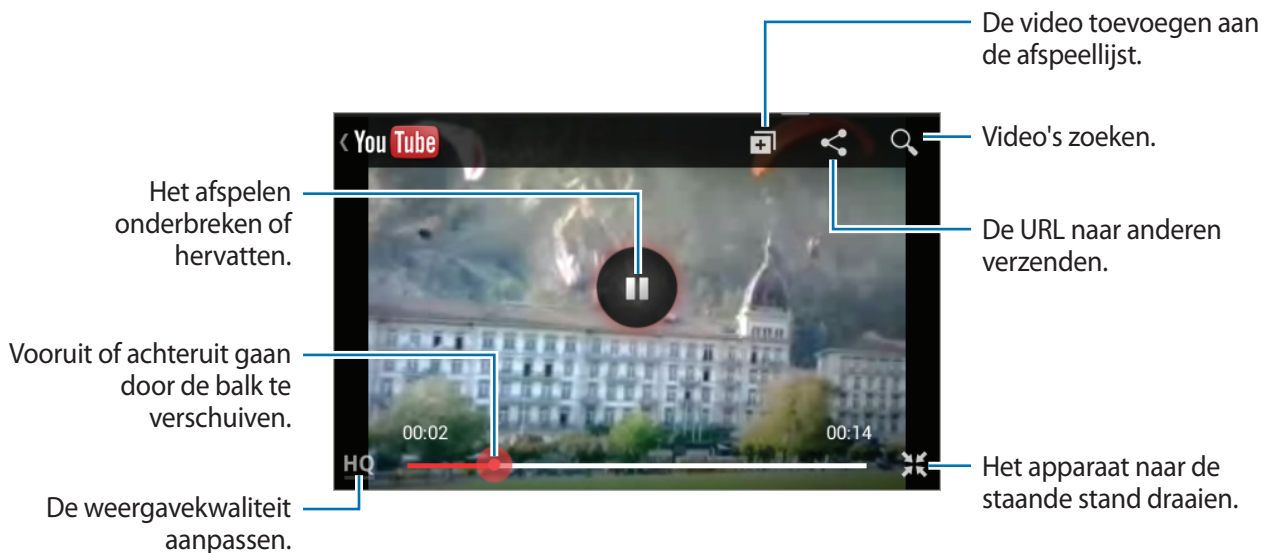 De video toevoegen aan
de afspeellijst.
You Tube
Video's zoeken.
Het afspelen
onderbreken of
hervatten.
De URL naar anderen
verzenden.
Vooruit of achteruit gaan
door de balk te
verschuiven.
00:02
00:14
HQ
Het apparaat naar de
staande stand draaien.
De weergavekwaliteit
aanpassen.